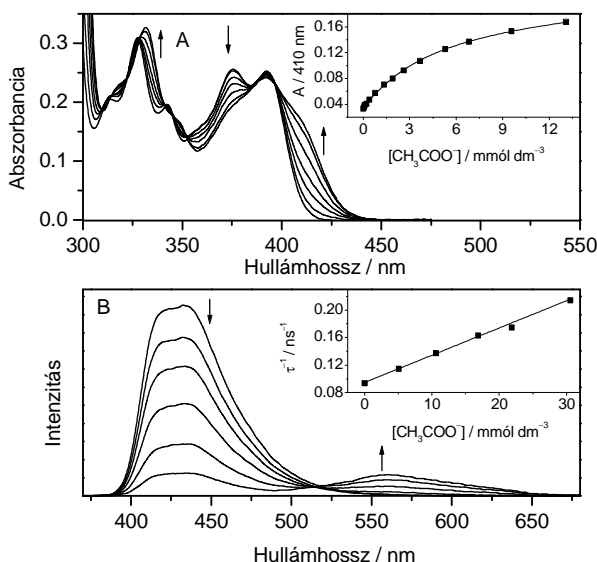 A
Abszorbancia
0.3
0.2
0.1
0.0
300 350 400 450 500 550
Hullámhossz / nm
A / 410 nm
0.16
0.12
0.08
0.04
0 3 6 9 12
[CH₃COO⁻] / mmól dm⁻³
B
Intenzitás
400 450 500 550 600 650
Hullámhossz / nm
τ⁻¹ / ns⁻¹
0.20
0.16
0.12
0.08
0 10 20 30
[CH₃COO⁻] / mmól dm⁻³